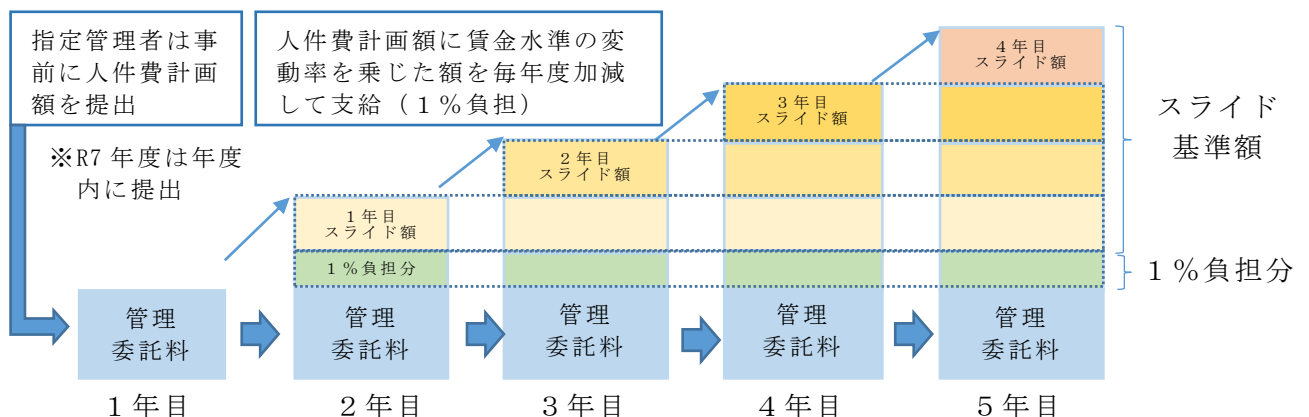 指定管理者は事
前に人件費計画
額を提出
人件費計画額に賃金水準の変
動率を乗じた額を毎年度加減
して支給（１％負担）
※R7 年度は年度
内に提出
４年目
スライド額
３年目
スライド額
２年目
スライド額
１年目
スライド額
１％負担分
スライド
基準額
１％負担分
管理
委託料
管理
委託料
管理
委託料
管理
委託料
管理
委託料
１年目
２年目
３年目
４年目
５年目